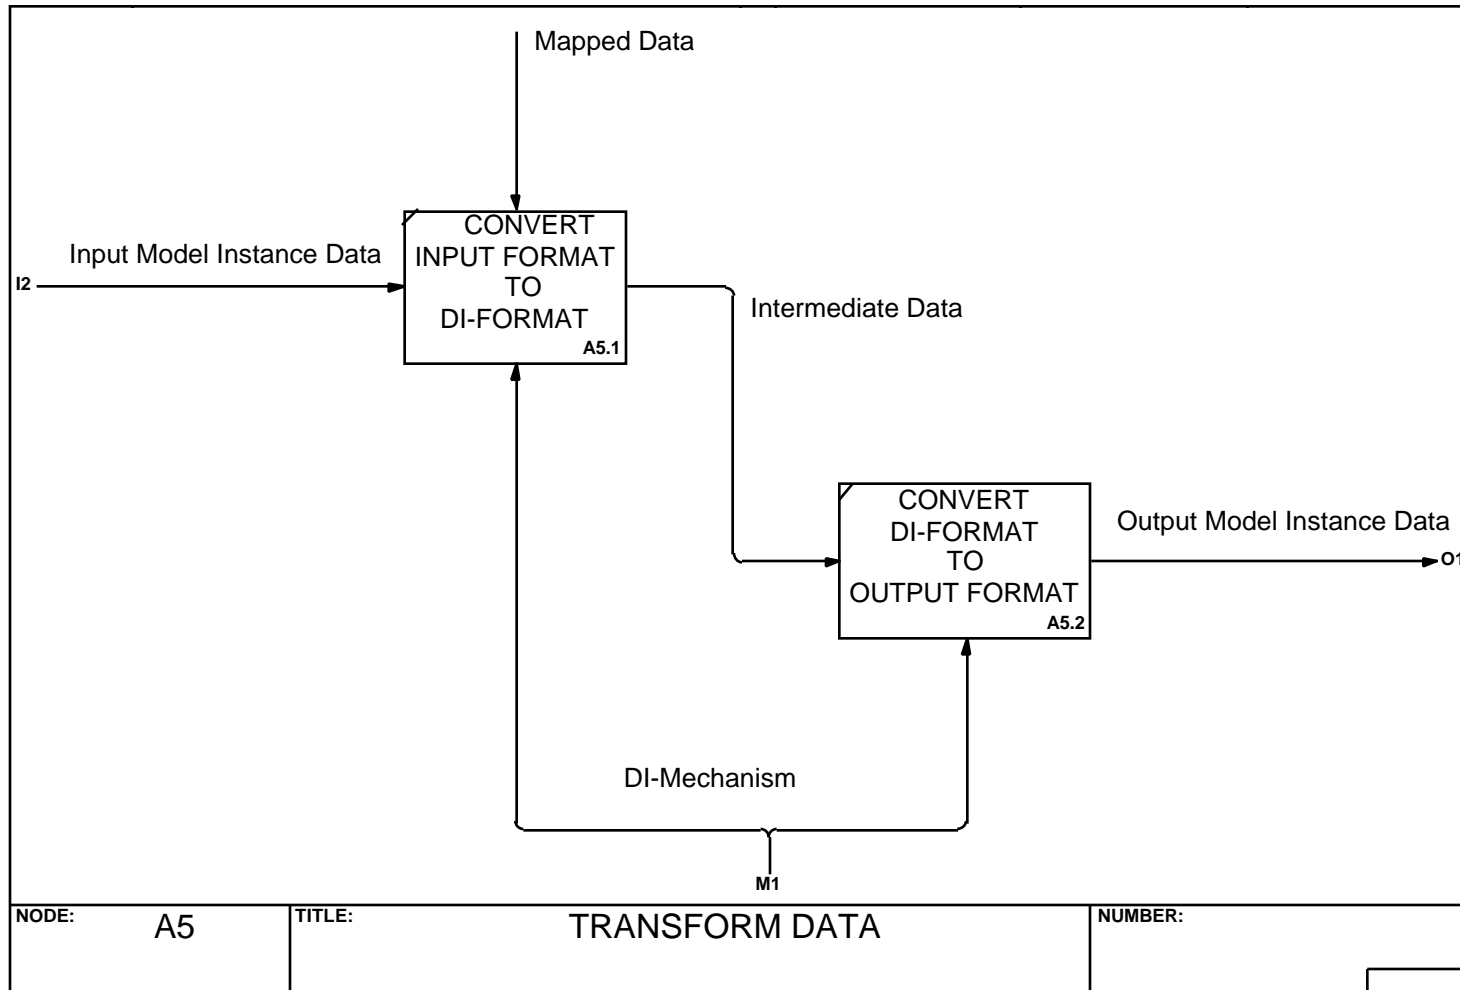 Mapped Data
Input Model Instance Data
I2
CONVERT
INPUT FORMAT
TO
DI-FORMAT
A5.1
Intermediate Data
CONVERT
DI-FORMAT
TO
OUTPUT FORMAT
A5.2
Output Model Instance Data
O1
DI-Mechanism
M1
NODE:
A5
TITLE:
TRANSFORM DATA
NUMBER: